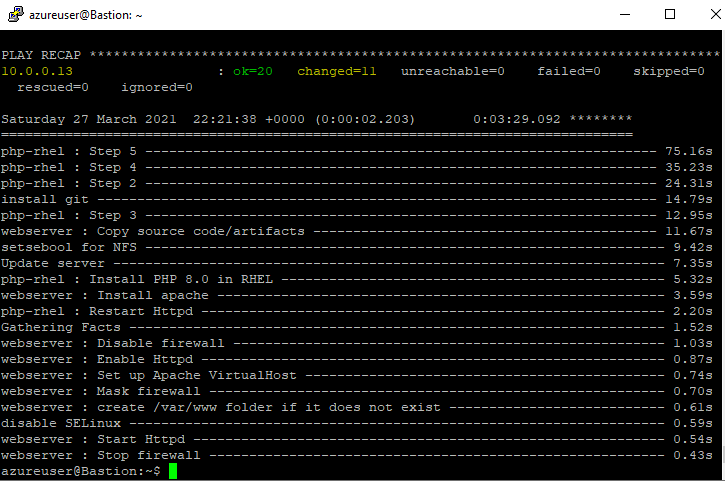 azureuser@Bastion: ~
PLAY RECAP *******************************************************************************
10.0.0.13 : ok=20 changed=11 unreachable=0 failed=0 skipped=0
rescued=0 ignored=0
Saturday 27 March 2021 22:21:38 +0000 (0:00:02.203) 0:03:29.092 ********
===============================================================================
php-rhel : Step 5 ---------------------------------------------------------------- 75.16s
php-rhel : Step 4 ---------------------------------------------------------------- 35.23s
php-rhel : Step 2 ---------------------------------------------------------------- 24.31s
install git ---------------------------------------------------------------------- 14.79s
php-rhel : Step 3 ---------------------------------------------------------------- 12.95s
webserver : Copy source code/artifacts ------------------------------------------- 11.67s
setsebool for NFS ----------------------------------------------------------------- 9.42s
Update server --------------------------------------------------------------------- 7.35s
php-rhel : Install PHP 8.0 in RHEL ------------------------------------------------ 5.32s
webserver : Install apache -------------------------------------------------------- 3.59s
php-rhel : Restart Httpd ---------------------------------------------------------- 2.20s
Gathering Facts ------------------------------------------------------------------- 1.52s
webserver : Disable firewall ------------------------------------------------------ 1.03s
webserver : Enable Httpd ---------------------------------------------------------- 0.87s
webserver : Set up Apache VirtualHost --------------------------------------------- 0.74s
webserver : Mask firewall --------------------------------------------------------- 0.70s
webserver : create /var/www folder if it does not exist --------------------------- 0.61s
disable SELinux ------------------------------------------------------------------- 0.59s
webserver : Start Httpd ----------------------------------------------------------- 0.54s
webserver : Stop firewall --------------------------------------------------------- 0.43s
azureuser@Bastion:~$